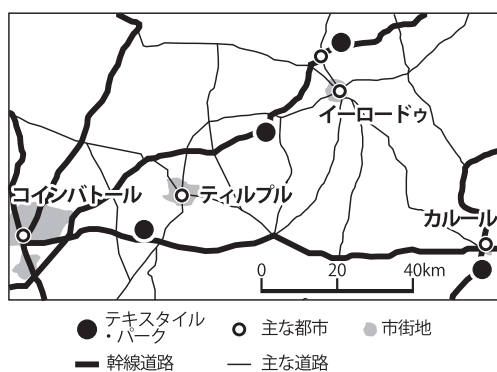 イーロードゥ
コインバトール
ティルプル
カルール
0 20 40km
テキスタイル
・パーク
主な都市
市街地
幹線道路
主な道路